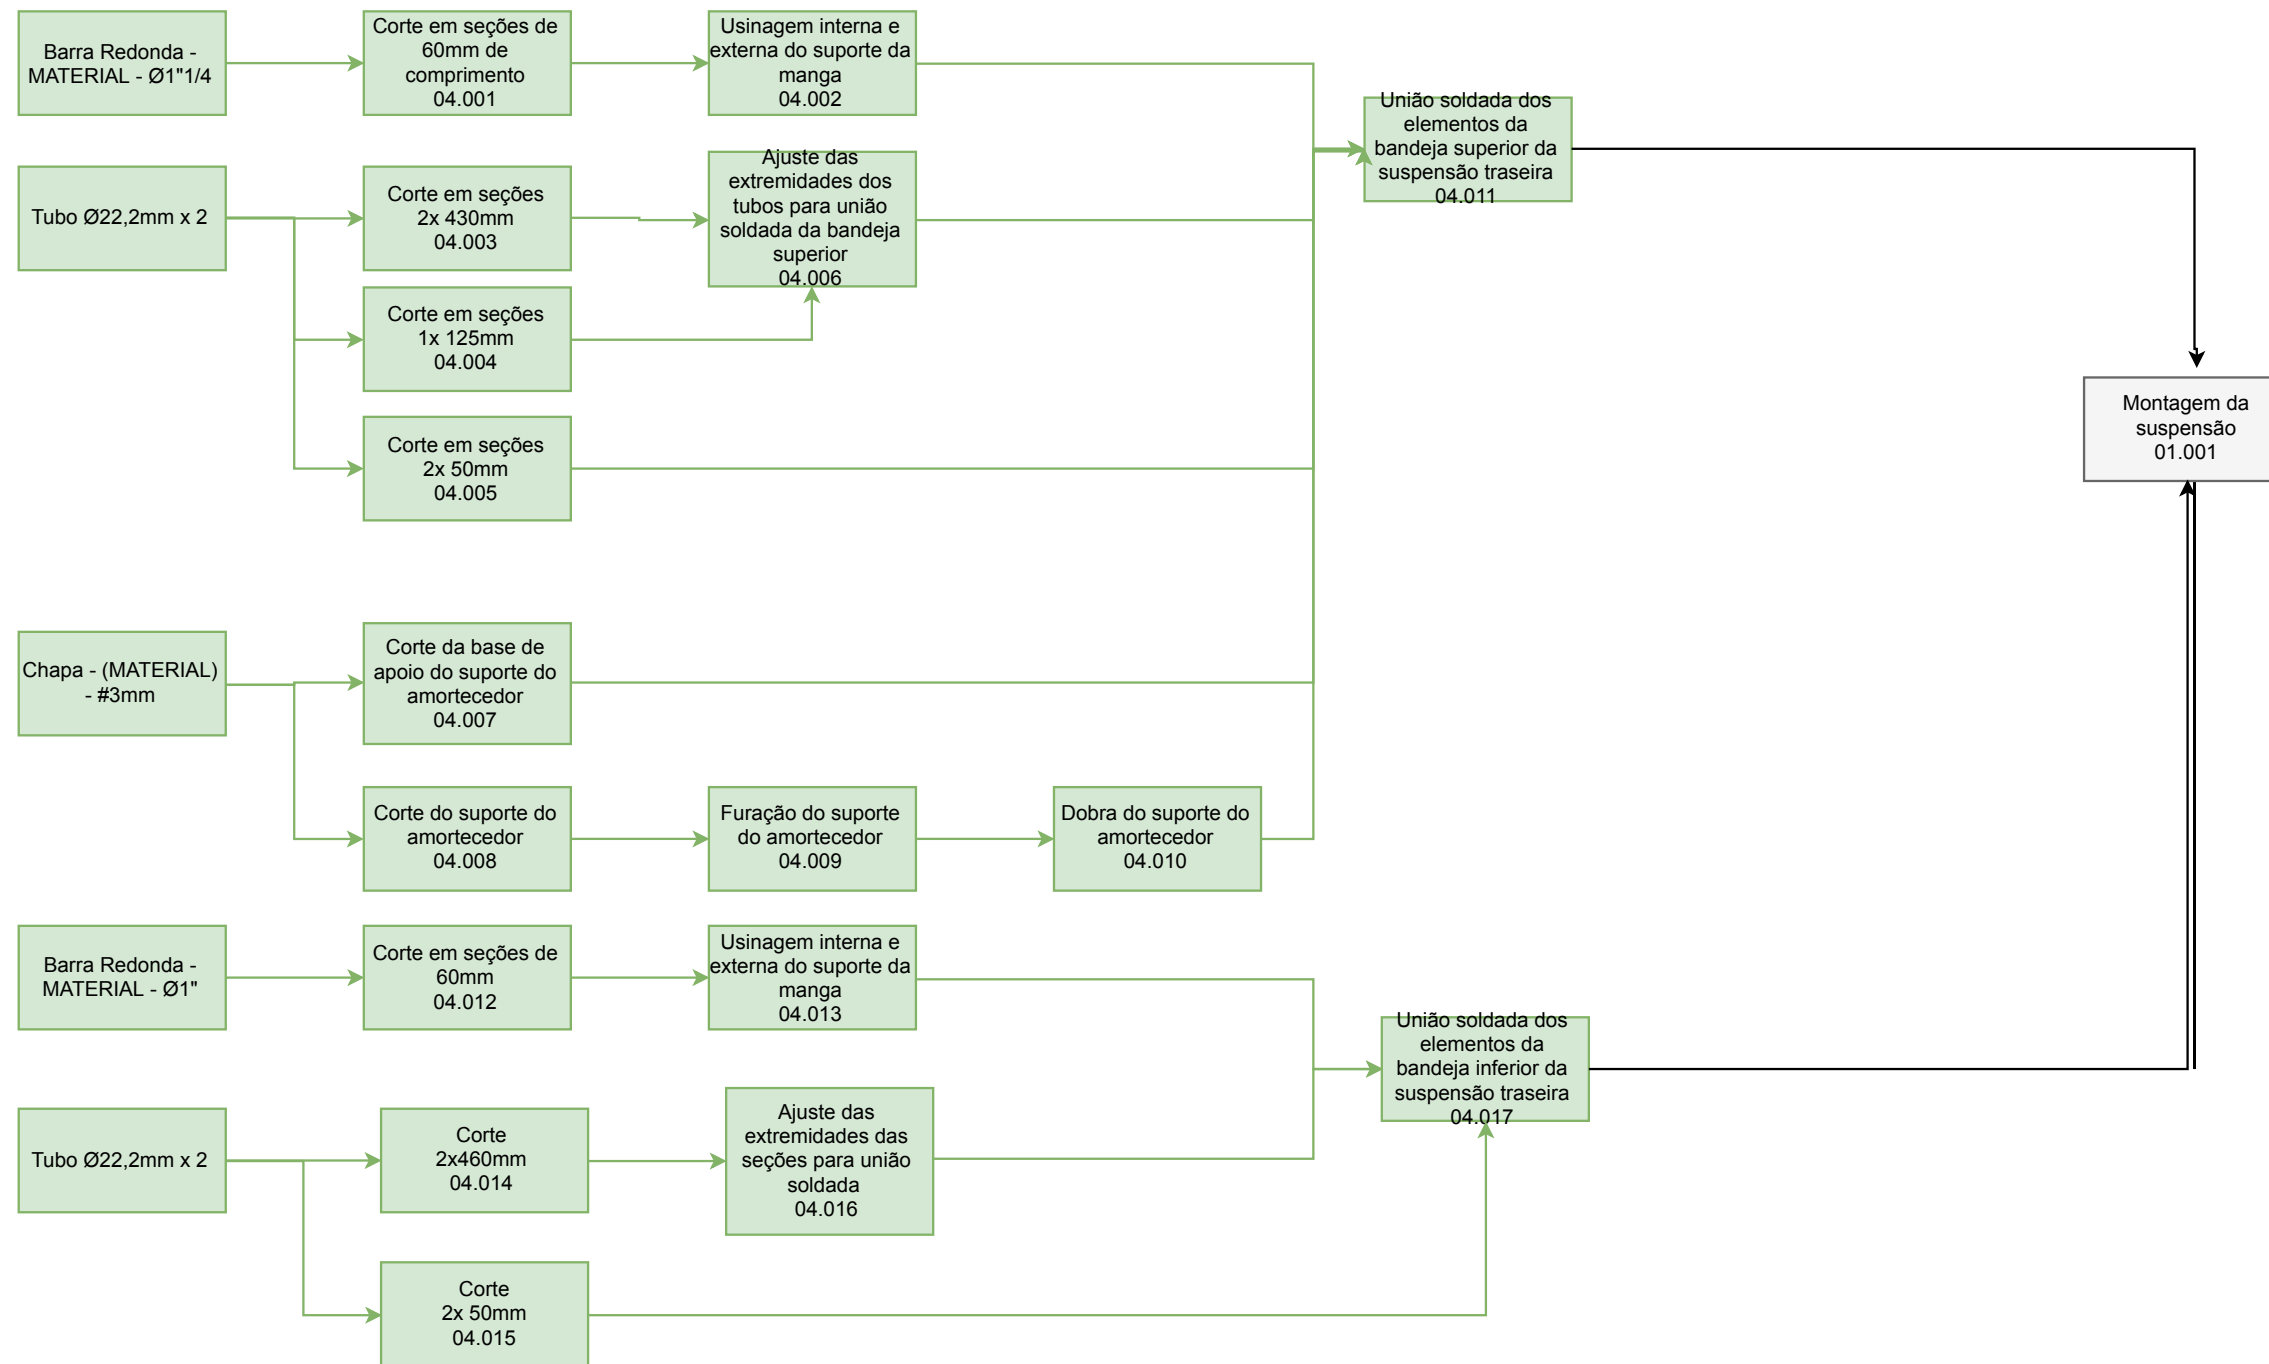 Barra Redonda -
MATERIAL - Ø1"1/4
Corte em seções de
60mm de
comprimento
04.001
Usinagem interna e
externa do suporte da
manga
04.002
União soldada dos
elementos da
bandeja superior da
suspensão traseira
04.011
Tubo Ø22,2mm x 2
Corte em seções
2x 430mm
04.003
Ajuste das
extremidades dos
tubos para união
soldada da bandeja
superior
04.006
Corte em seções
1x 125mm
04.004
Corte em seções
2x 50mm
04.005
Montagem da
suspensão
01.001
Chapa - (MATERIAL)
- #3mm
Corte da base de
apoio do suporte do
amortecedor
04.007
Corte do suporte do
amortecedor
04.008
Furação do suporte
do amortecedor
04.009
Dobra do suporte do
amortecedor
04.010
Barra Redonda -
MATERIAL - Ø1"
Corte em seções de
60mm
04.012
Usinagem interna e
externa do suporte da
manga
04.013
União soldada dos
elementos da
bandeja inferior da
suspensão traseira
04.017
Tubo Ø22,2mm x 2
Corte
2x460mm
04.014
Ajuste das
extremidades das
seções para união
soldada
04.016
Corte
2x 50mm
04.015